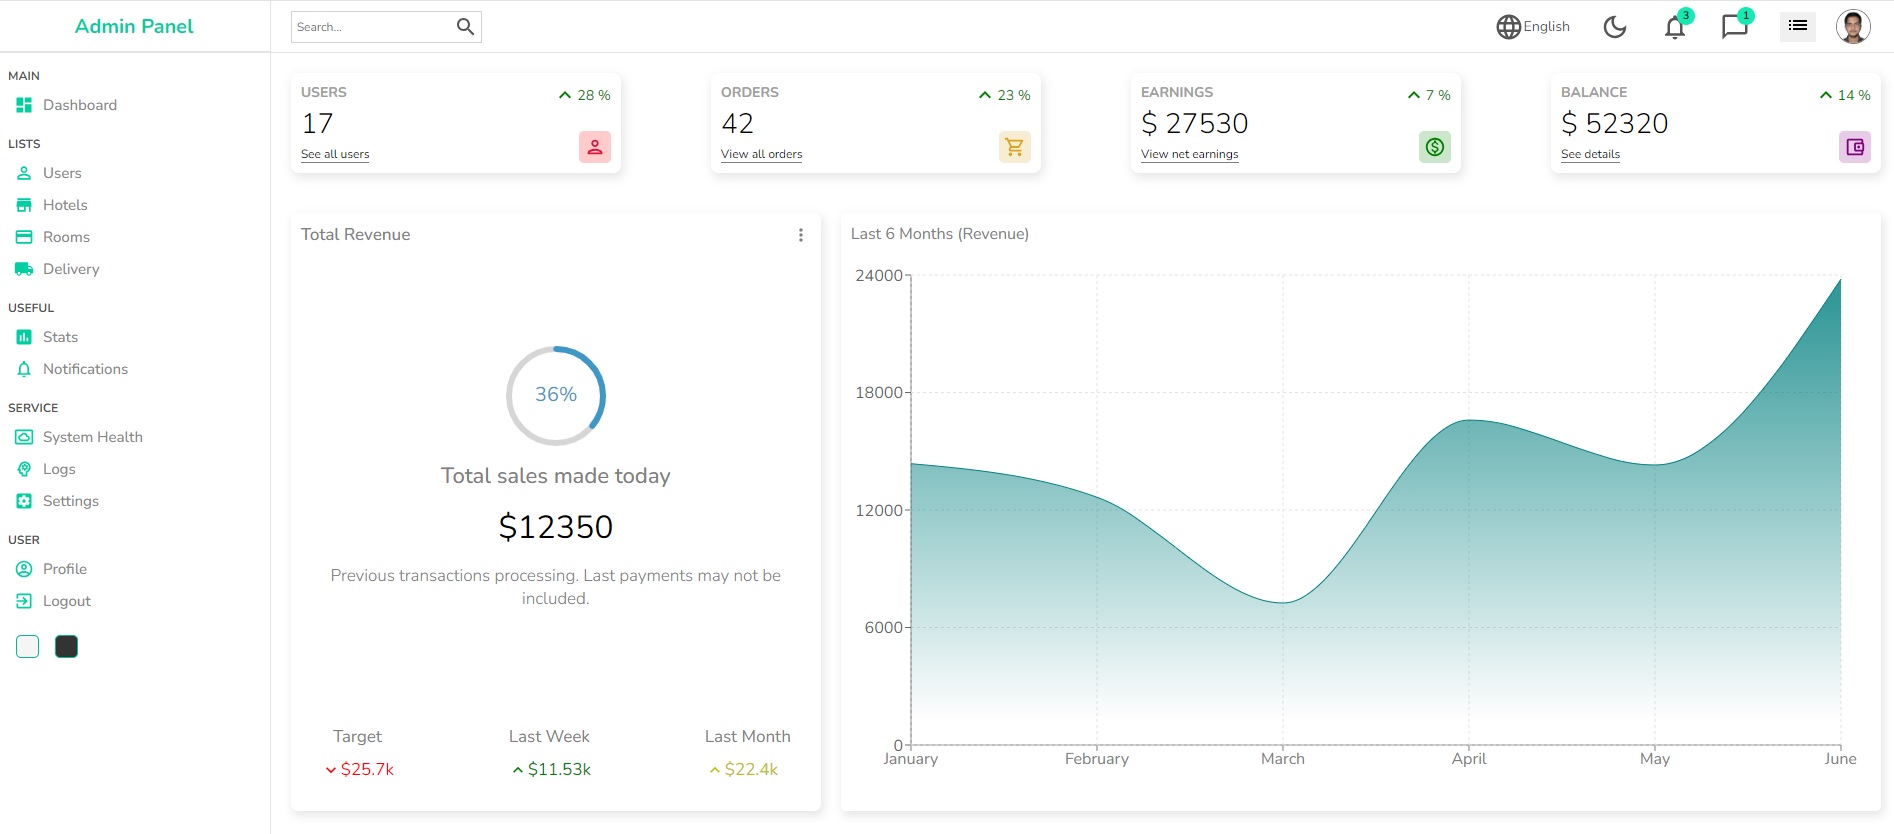 Admin Panel
Search...
English
3
1
MAIN
Dashboard
LISTS
Users
Hotels
Rooms
Delivery
USEFUL
Stats
Notifications
SERVICE
System Health
Logs
Settings
USER
Profile
Logout
USERS
28 %
17
See all users
ORDERS
23 %
42
View all orders
EARNINGS
7 %
$ 27530
View net earnings
BALANCE
14 %
$ 52320
See details
Total Revenue
36%
Total sales made today
$12350
Previous transactions processing. Last payments may not be
included.
Target
$25.7k
Last Week
$11.53k
Last Month
$22.4k
Last 6 Months (Revenue)
24000
18000
12000
6000
0
January
February
March
April
May
June